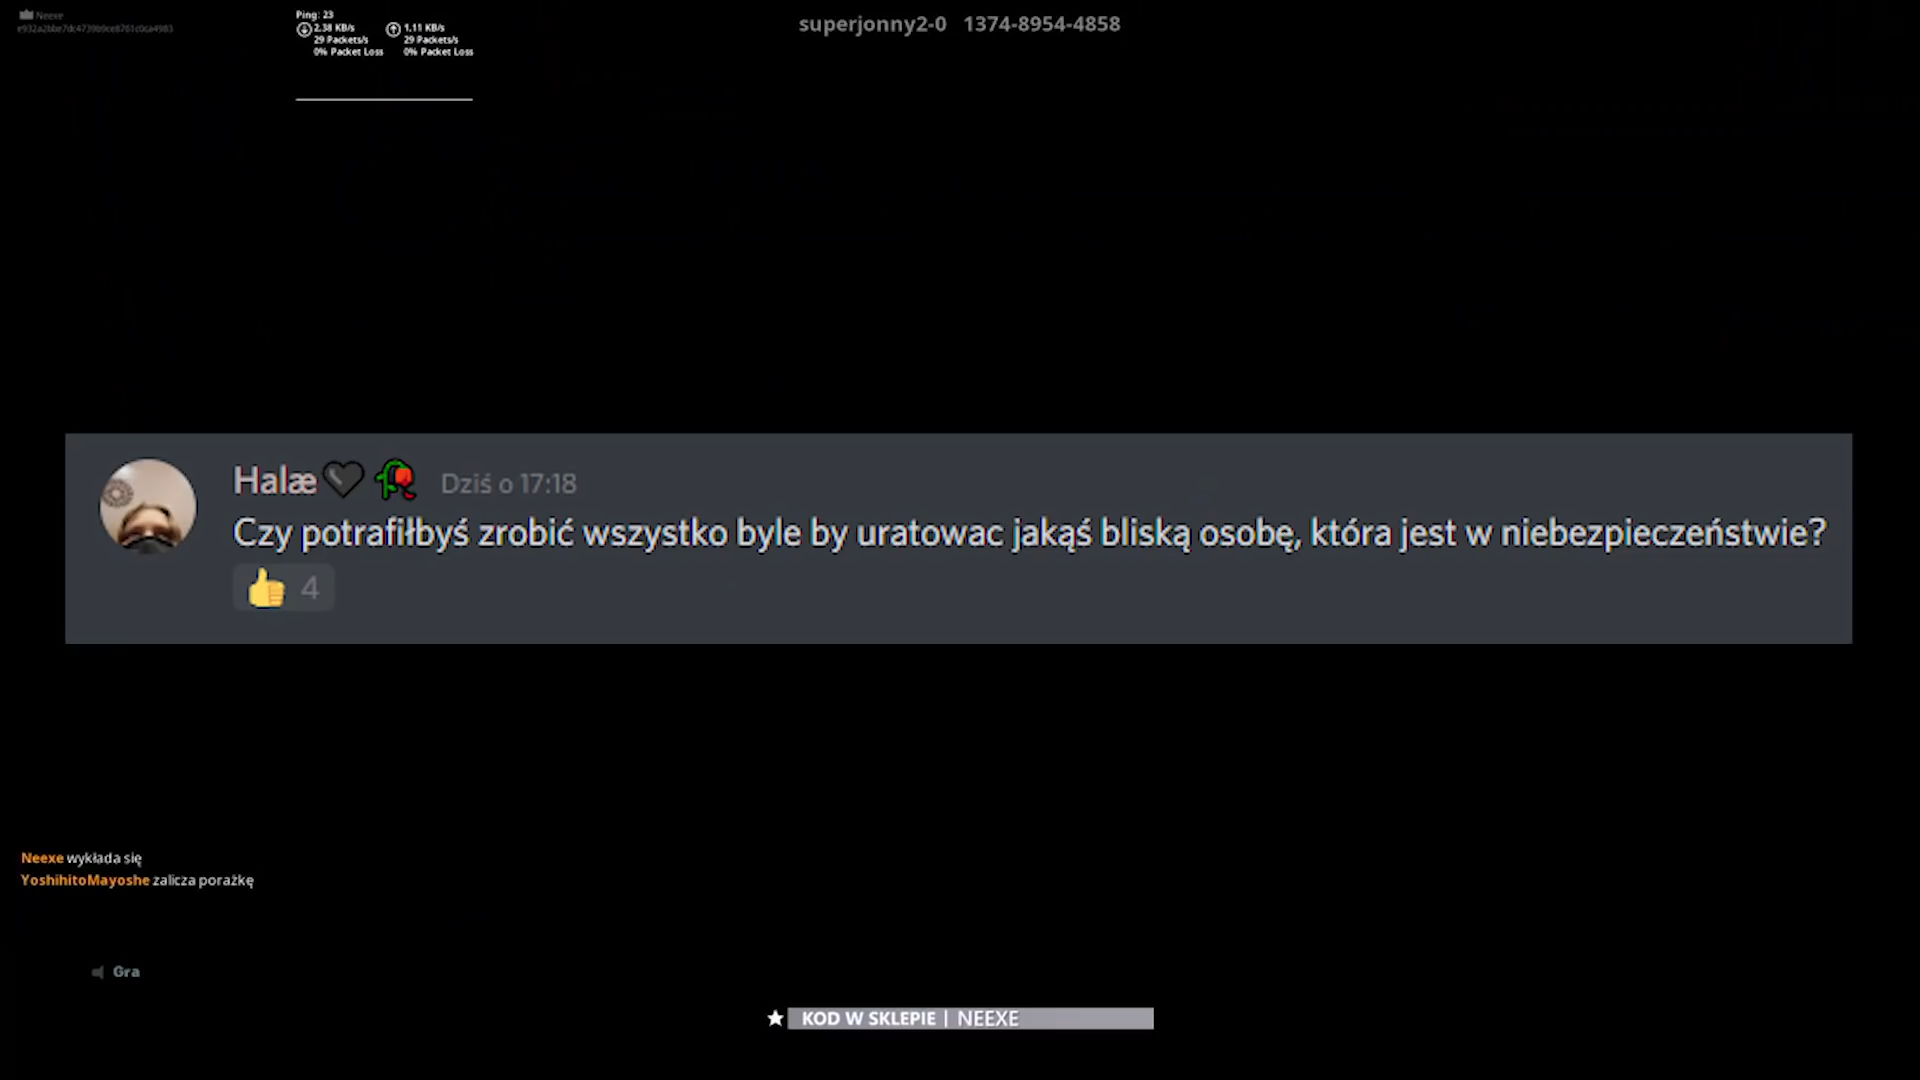 Neexe
Ping: 23
2.38 KB/s 1.11 KB/s
29 Packets/s 29 Packets/s
0% Packet Loss 0% Packet Loss
superjonny2-0 1374-8954-4858
Halæ Dziś o 17:18
Czy potrafiłbyś zrobić wszystko byle by uratowac jakąś bliską osobę, która jest w niebezpieczeństwie?
4
Neexe wykłada się
YoshihitoMayoshe zalicza porażkę
Gra
KOD W SKLEPIE | NEEXE